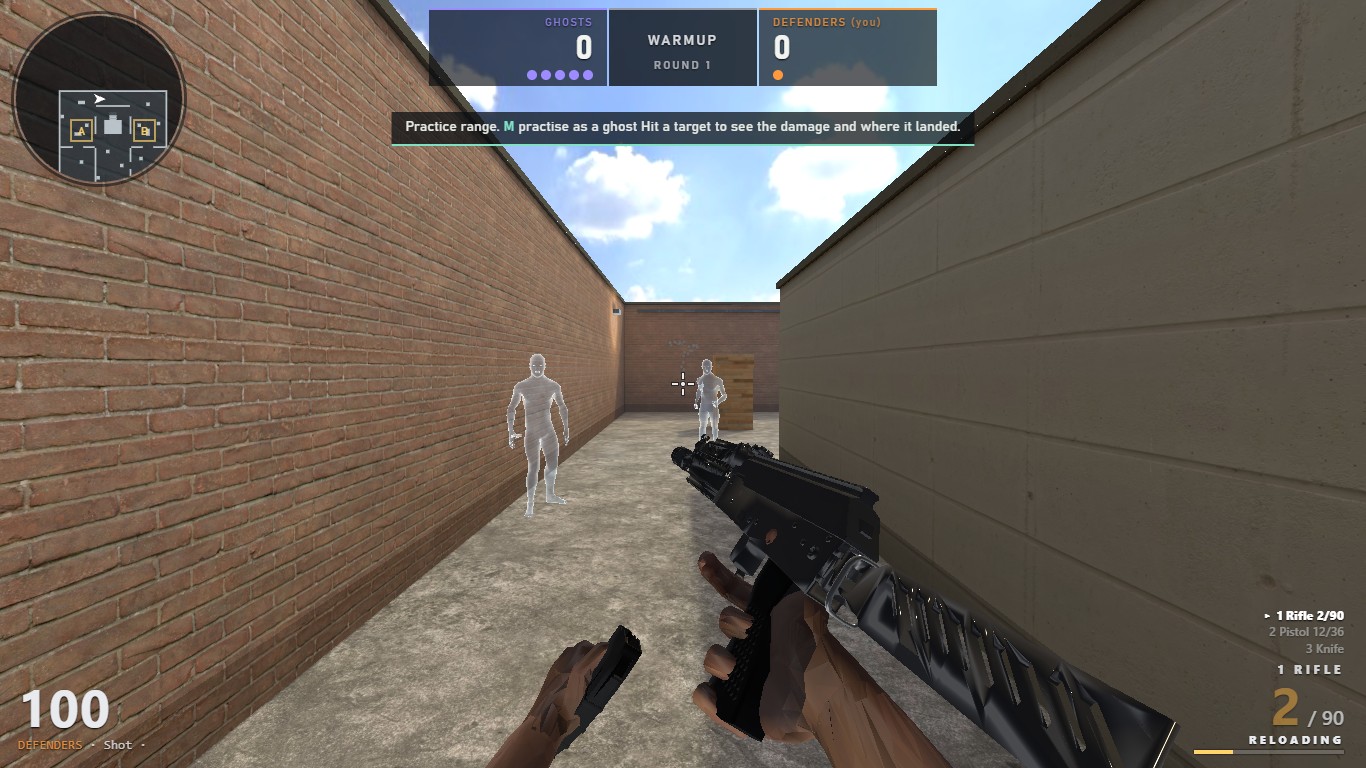 GHOSTS
0
WARMUP
ROUND 1
DEFENDERS (you)
0
Practice range. M practise as a ghost Hit a target to see the damage and where it landed.
A
B
1 Rifle 2/90
2 Pistol 12/36
3 Knife
1 RIFLE
2 / 90
RELOADING
100
DEFENDERS · Shot ·